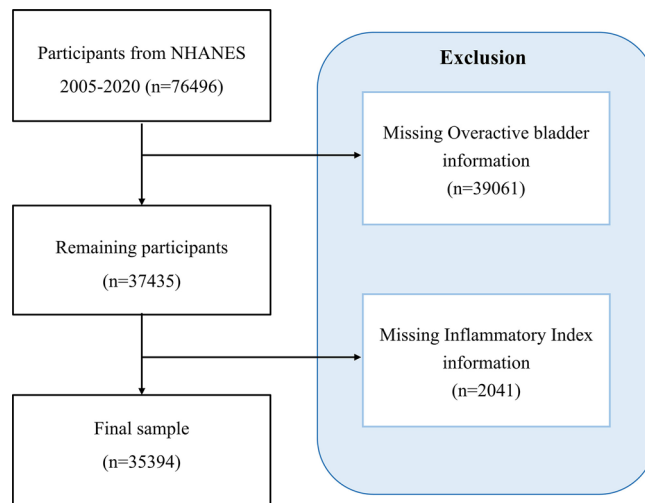 Participants from NHANES
2005-2020 (n=76496)
Exclusion
Missing Overactive bladder
information
(n=39061)
Remaining participants
(n=37435)
Missing Inflammatory Index
information
(n=2041)
Final sample
(n=35394)